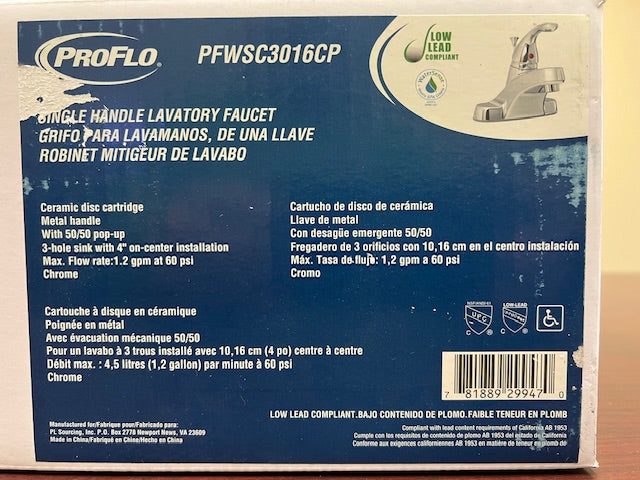 PROFLO®
PFWSC3016CP
LOW
LEAD
COMPLIANT
WaterSense
SINGLE HANDLE LAVATORY FAUCET
GRIFO PARA LAVAMANOS, DE UNA LLAVE
ROBINET MITIGEUR DE LAVABO
Ceramic disc cartridge
Metal handle
With 50/50 pop-up
3-hole sink with 4" on-center installation
Max. Flow rate:1.2 gpm at 60 psi
Chrome
Cartucho de disco de cerámica
Llave de metal
Con desagüe emergente 50/50
Fregadero de 3 orificios con 10,16 cm en el centro instalación
Máx. Tasa de flujo: 1,2 gpm a 60 psi
Cromo
Cartouche à disque en céramique
Poignée en métal
Avec évacuation mécanique 50/50
Pour un lavabo à 3 trous installé avec 10,16 cm (4 po) centre à centre
Débit max. : 4,5 litres (1,2 gallon) par minute à 60 psi
Chrome
NSF/ANSI 61
UPC
C ®
LOW-LEAD
C ®
7 81889 29947 0
LOW LEAD COMPLIANT.BAJO CONTENIDO DE PLOMO.FAIBLE TENEUR EN PLOMB
Manufactured for/Fabriqué pour/Fabricado para:
PL Sourcing, Inc. P.O. Box 2778 Newport News, VA 23609
Made in China/Fabriqué en Chine/Hecho en China
Compliant with lead content requirements of California AB 1953
Cumple con los requisitos de contenido de plomo AB 1953 del estado de California
Conforme aux exigences californiennes AB 1953 en matière de teneur en plomb de